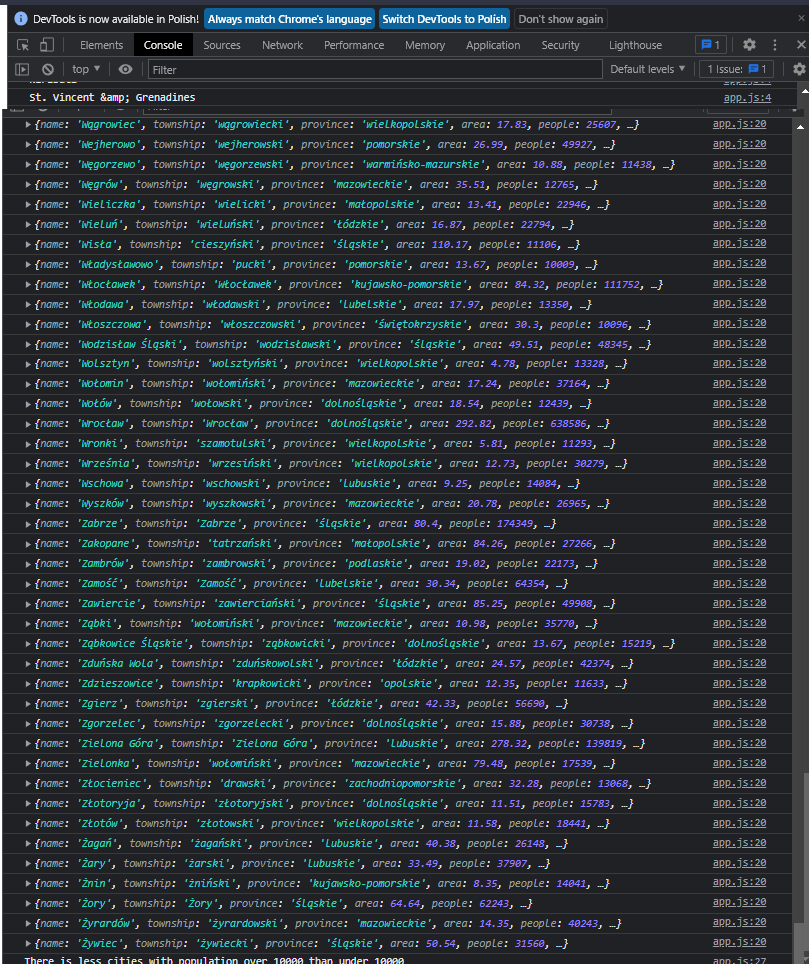 DevTools is now available in Polish! Always match Chrome's language Switch DevTools to Polish Don't show again
Elements Console Sources Network Performance Memory Application Security Lighthouse 1
top Filter Default levels 1 Issue: 1
St. Vincent &amp; Grenadines app.js:4
{name: 'Wągrowiec', township: 'wągrowiecki', province: 'wielkopolskie', area: 17.83, people: 25607, …} app.js:20
{name: 'Wejherowo', township: 'wejherowski', province: 'pomorskie', area: 26.99, people: 49927, …} app.js:20
{name: 'Węgorzewo', township: 'węgorzewski', province: 'warmińsko-mazurskie', area: 10.88, people: 11438, …} app.js:20
{name: 'Węgrów', township: 'węgrowski', province: 'mazowieckie', area: 35.51, people: 12765, …} app.js:20
{name: 'Wieliczka', township: 'wielicki', province: 'małopolskie', area: 13.41, people: 22946, …} app.js:20
{name: 'Wieluń', township: 'wieluński', province: 'łódzkie', area: 16.87, people: 22794, …} app.js:20
{name: 'Wisła', township: 'cieszyński', province: 'śląskie', area: 110.17, people: 11106, …} app.js:20
{name: 'Władysławowo', township: 'pucki', province: 'pomorskie', area: 13.67, people: 10009, …} app.js:20
{name: 'Włocławek', township: 'Włocławek', province: 'kujawsko-pomorskie', area: 84.32, people: 111752, …} app.js:20
{name: 'Włodawa', township: 'włodawski', province: 'lubelskie', area: 17.97, people: 13350, …} app.js:20
{name: 'Włoszczowa', township: 'włoszczowski', province: 'świętokrzyskie', area: 30.3, people: 10096, …} app.js:20
{name: 'Wodzisław Śląski', township: 'wodzisławski', province: 'śląskie', area: 49.51, people: 48345, …} app.js:20
{name: 'Wolsztyn', township: 'wolsztyński', province: 'wielkopolskie', area: 4.78, people: 13328, …} app.js:20
{name: 'Wołomin', township: 'wołomiński', province: 'mazowieckie', area: 17.24, people: 37164, …} app.js:20
{name: 'Wołów', township: 'wołowski', province: 'dolnośląskie', area: 18.54, people: 12439, …} app.js:20
{name: 'Wrocław', township: 'Wrocław', province: 'dolnośląskie', area: 292.82, people: 638586, …} app.js:20
{name: 'Wronki', township: 'szamotulski', province: 'wielkopolskie', area: 5.81, people: 11293, …} app.js:20
{name: 'Września', township: 'wrzesiński', province: 'wielkopolskie', area: 12.73, people: 30279, …} app.js:20
{name: 'Wschowa', township: 'wschowski', province: 'lubuskie', area: 9.25, people: 14084, …} app.js:20
{name: 'Wyszków', township: 'wyszkowski', province: 'mazowieckie', area: 20.78, people: 26965, …} app.js:20
{name: 'Zabrze', township: 'Zabrze', province: 'śląskie', area: 80.4, people: 174349, …} app.js:20
{name: 'Zakopane', township: 'tatrzański', province: 'małopolskie', area: 84.26, people: 27266, …} app.js:20
{name: 'Zambrów', township: 'zambrowski', province: 'podlaskie', area: 19.02, people: 22173, …} app.js:20
{name: 'Zamość', township: 'Zamość', province: 'lubelskie', area: 30.34, people: 64354, …} app.js:20
{name: 'Zawiercie', township: 'zawierciański', province: 'śląskie', area: 85.25, people: 49908, …} app.js:20
{name: 'Ząbki', township: 'wołomiński', province: 'mazowieckie', area: 10.98, people: 35770, …} app.js:20
{name: 'Ząbkowice Śląskie', township: 'ząbkowicki', province: 'dolnośląskie', area: 13.67, people: 15219, …} app.js:20
{name: 'Zduńska Wola', township: 'zduńskowolski', province: 'łódzkie', area: 24.57, people: 42374, …} app.js:20
{name: 'Zdzieszowice', township: 'krapkowicki', province: 'opolskie', area: 12.35, people: 11633, …} app.js:20
{name: 'Zgierz', township: 'zgierski', province: 'łódzkie', area: 42.33, people: 56690, …} app.js:20
{name: 'Zgorzelec', township: 'zgorzelecki', province: 'dolnośląskie', area: 15.88, people: 30738, …} app.js:20
{name: 'Zielona Góra', township: 'Zielona Góra', province: 'lubuskie', area: 278.32, people: 139819, …} app.js:20
{name: 'Zielonka', township: 'wołomiński', province: 'mazowieckie', area: 79.48, people: 17539, …} app.js:20
{name: 'Złocieniec', township: 'drawski', province: 'zachodniopomorskie', area: 32.28, people: 13068, …} app.js:20
{name: 'Złotoryja', township: 'złotoryjski', province: 'dolnośląskie', area: 11.51, people: 15783, …} app.js:20
{name: 'Złotów', township: 'złotowski', province: 'wielkopolskie', area: 11.58, people: 18441, …} app.js:20
{name: 'Żagań', township: 'żagański', province: 'Lubuskie', area: 40.38, people: 26148, …} app.js:20
{name: 'Żary', township: 'żarski', province: 'lubuskie', area: 33.49, people: 37907, …} app.js:20
{name: 'Żnin', township: 'żniński', province: 'kujawsko-pomorskie', area: 8.35, people: 14041, …} app.js:20
{name: 'Żory', township: 'Żory', province: 'śląskie', area: 64.64, people: 62243, …} app.js:20
{name: 'Żyrardów', township: 'żyrardowski', province: 'mazowieckie', area: 14.35, people: 40243, …} app.js:20
{name: 'Żywiec', township: 'żywiecki', province: 'śląskie', area: 50.54, people: 31560, …} app.js:20
There is less cities with population over 10000 than under 10000 app.js:27